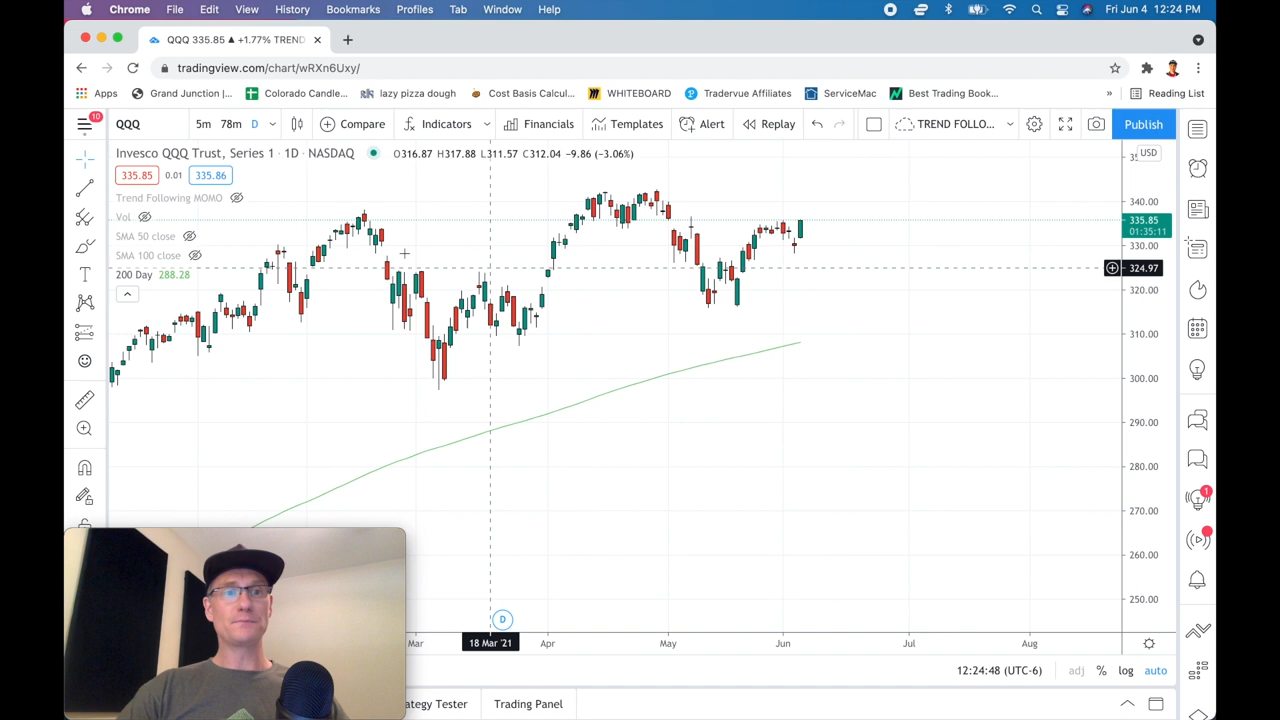 Chrome File Edit View History Bookmarks Profiles Tab Window Help Fri Jun 4 12:24 PM
QQQ 335.85 ▲ +1.77% TREND
tradingview.com/chart/wRXn6Uxy/
Apps Grand Junction |... Colorado Candle... lazy pizza dough Cost Basis Calcul... WHITEBOARD Tradervue Affiliates ServiceMac Best Trading Book... » Reading List
10
QQQ 5m 78m D Compare Indicators Financials Templates Alert Replay TREND FOLLO... Publish
Invesco QQQ Trust, Series 1 · 1D · NASDAQ O316.87 H317.88 L311.57 C312.04 -9.86 (-3.06%)
USD
335.85 0.01 335.86
Trend Following MOMO
Vol
SMA 50 close
SMA 100 close
200 Day 288.28
340.00
335.85
01:35:11
330.00
324.97
320.00
310.00
300.00
290.00
280.00
270.00
260.00
250.00
1
D
Mar 18 Mar '21 Apr May Jun Jul Aug
12:24:48 (UTC-6) adj % log auto
ategy Tester Trading Panel